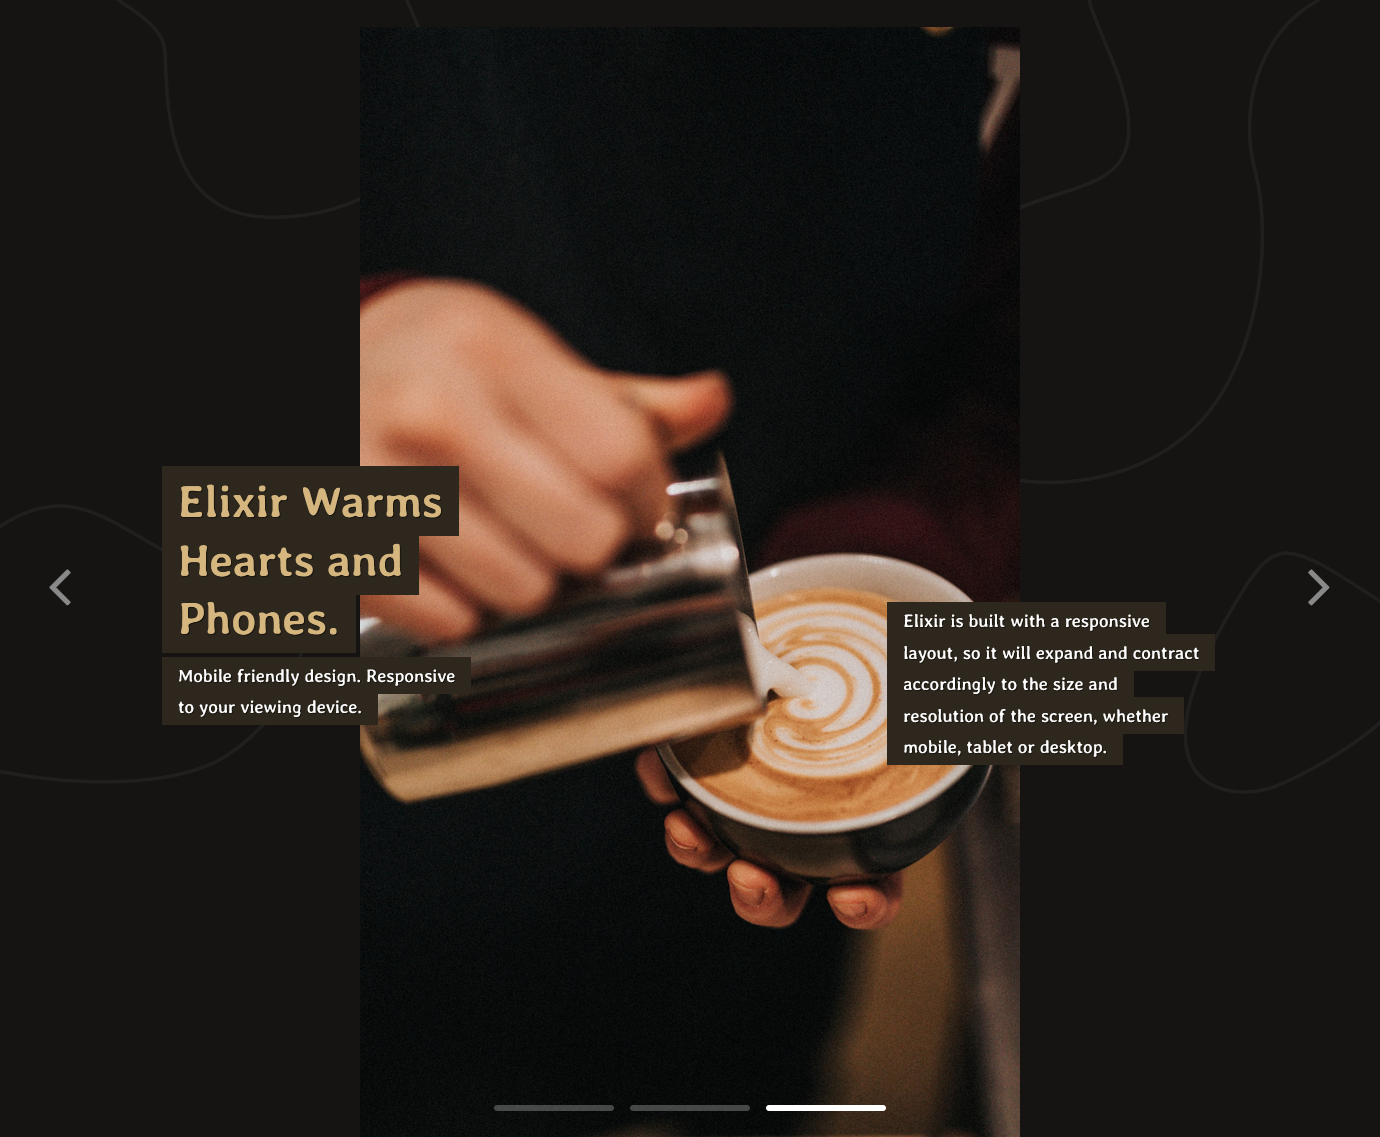 Elixir Warms
Hearts and
Phones.
Mobile friendly design. Responsive
to your viewing device.
Elixir is built with a responsive
layout, so it will expand and contract
accordingly to the size and
resolution of the screen, whether
mobile, tablet or desktop.